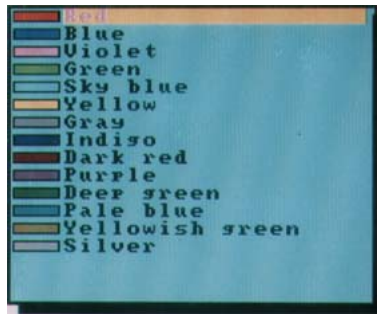 Red
Blue
Violet
Green
Sky blue
Yellow
Gray
Indigo
Dark red
Purple
Deep green
Pale blue
Yellowish green
Silver